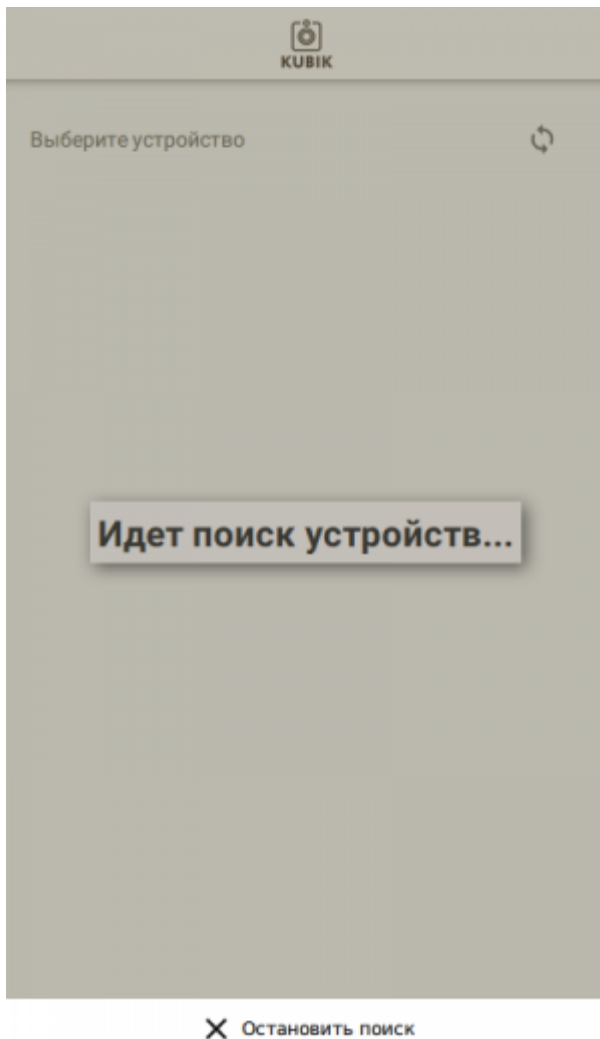 KUBIK
Выберите устройство
Идет поиск устройств...
Остановить поиск